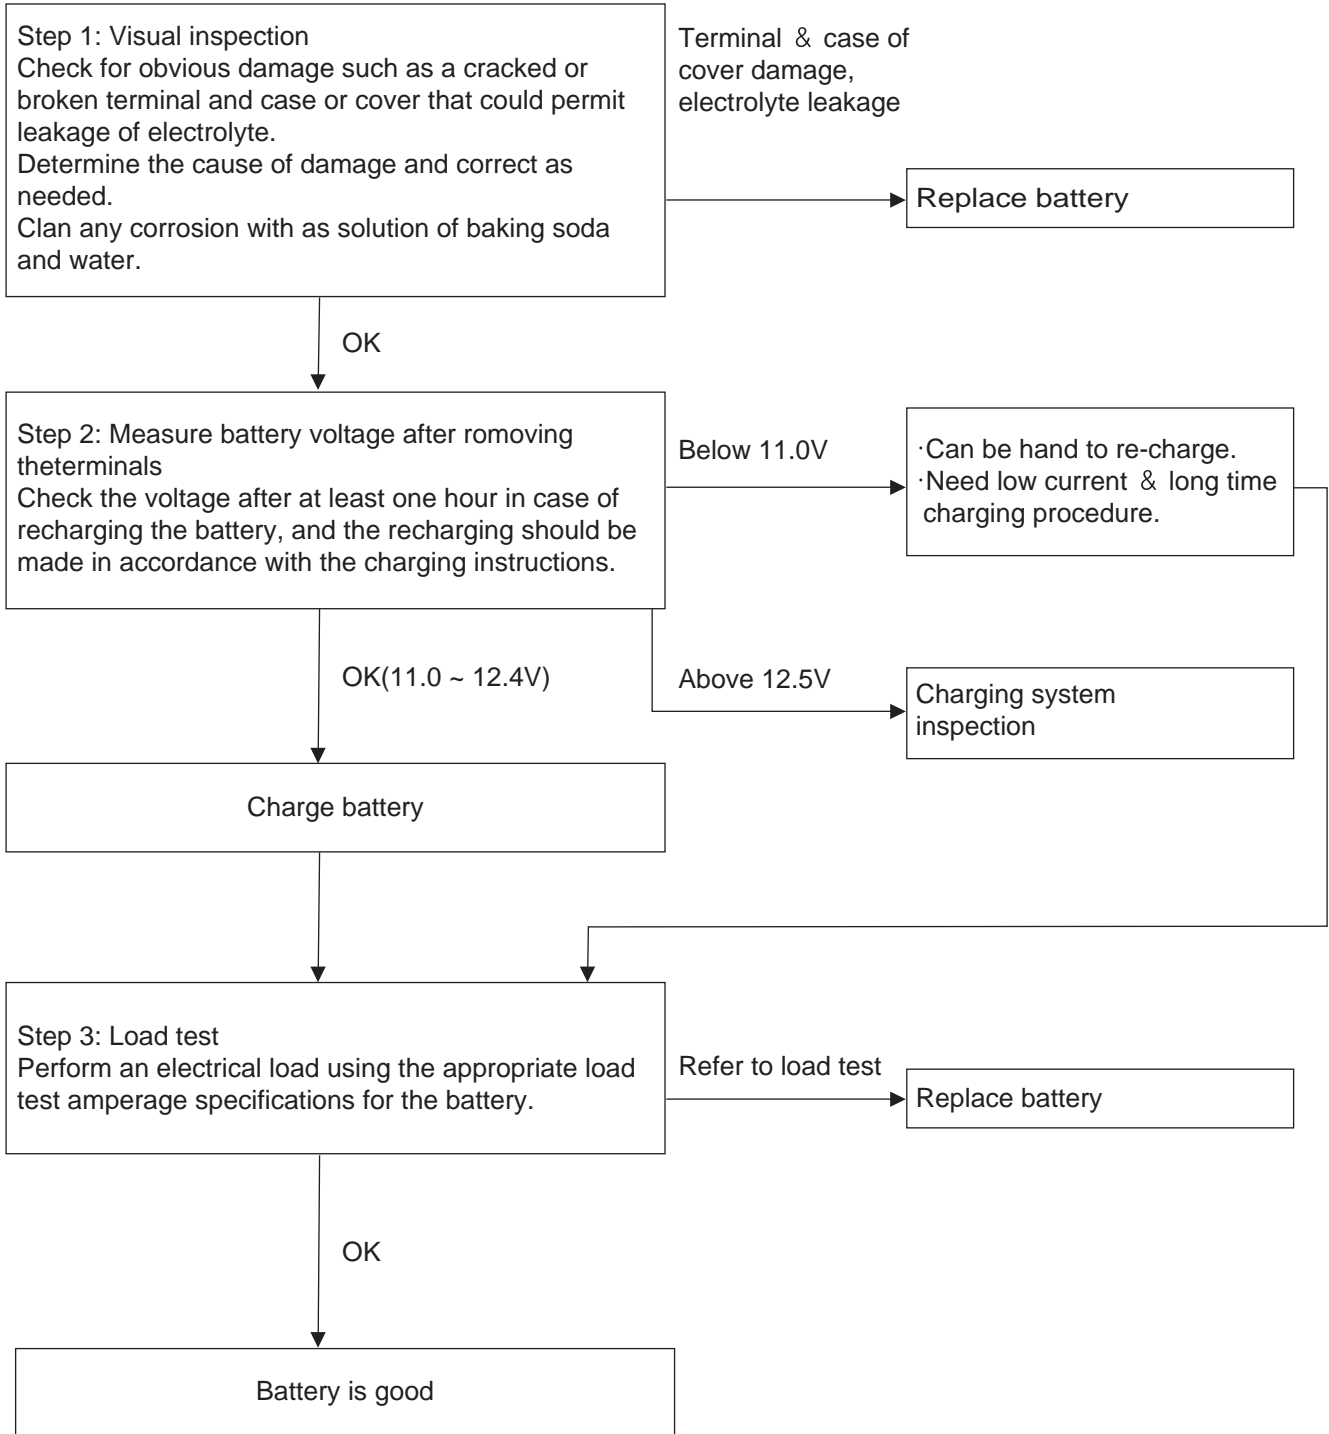 Step 1: Visual inspection
Check for obvious damage such as a cracked or
broken terminal and case or cover that could permit
leakage of electrolyte.
Determine the cause of damage and correct as
needed.
Clan any corrosion with as solution of baking soda
and water.
Terminal & case of
cover damage,
electrolyte leakage
Replace battery
OK
Step 2: Measure battery voltage after romoving
theterminals
Check the voltage after at least one hour in case of
recharging the battery, and the recharging should be
made in accordance with the charging instructions.
Below 11.0V
·Can be hand to re-charge.
·Need low current & long time
charging procedure.
OK(11.0 ~ 12.4V)
Above 12.5V
Charging system
inspection
Charge battery
Step 3: Load test
Perform an electrical load using the appropriate load
test amperage specifications for the battery.
Refer to load test
Replace battery
OK
Battery is good